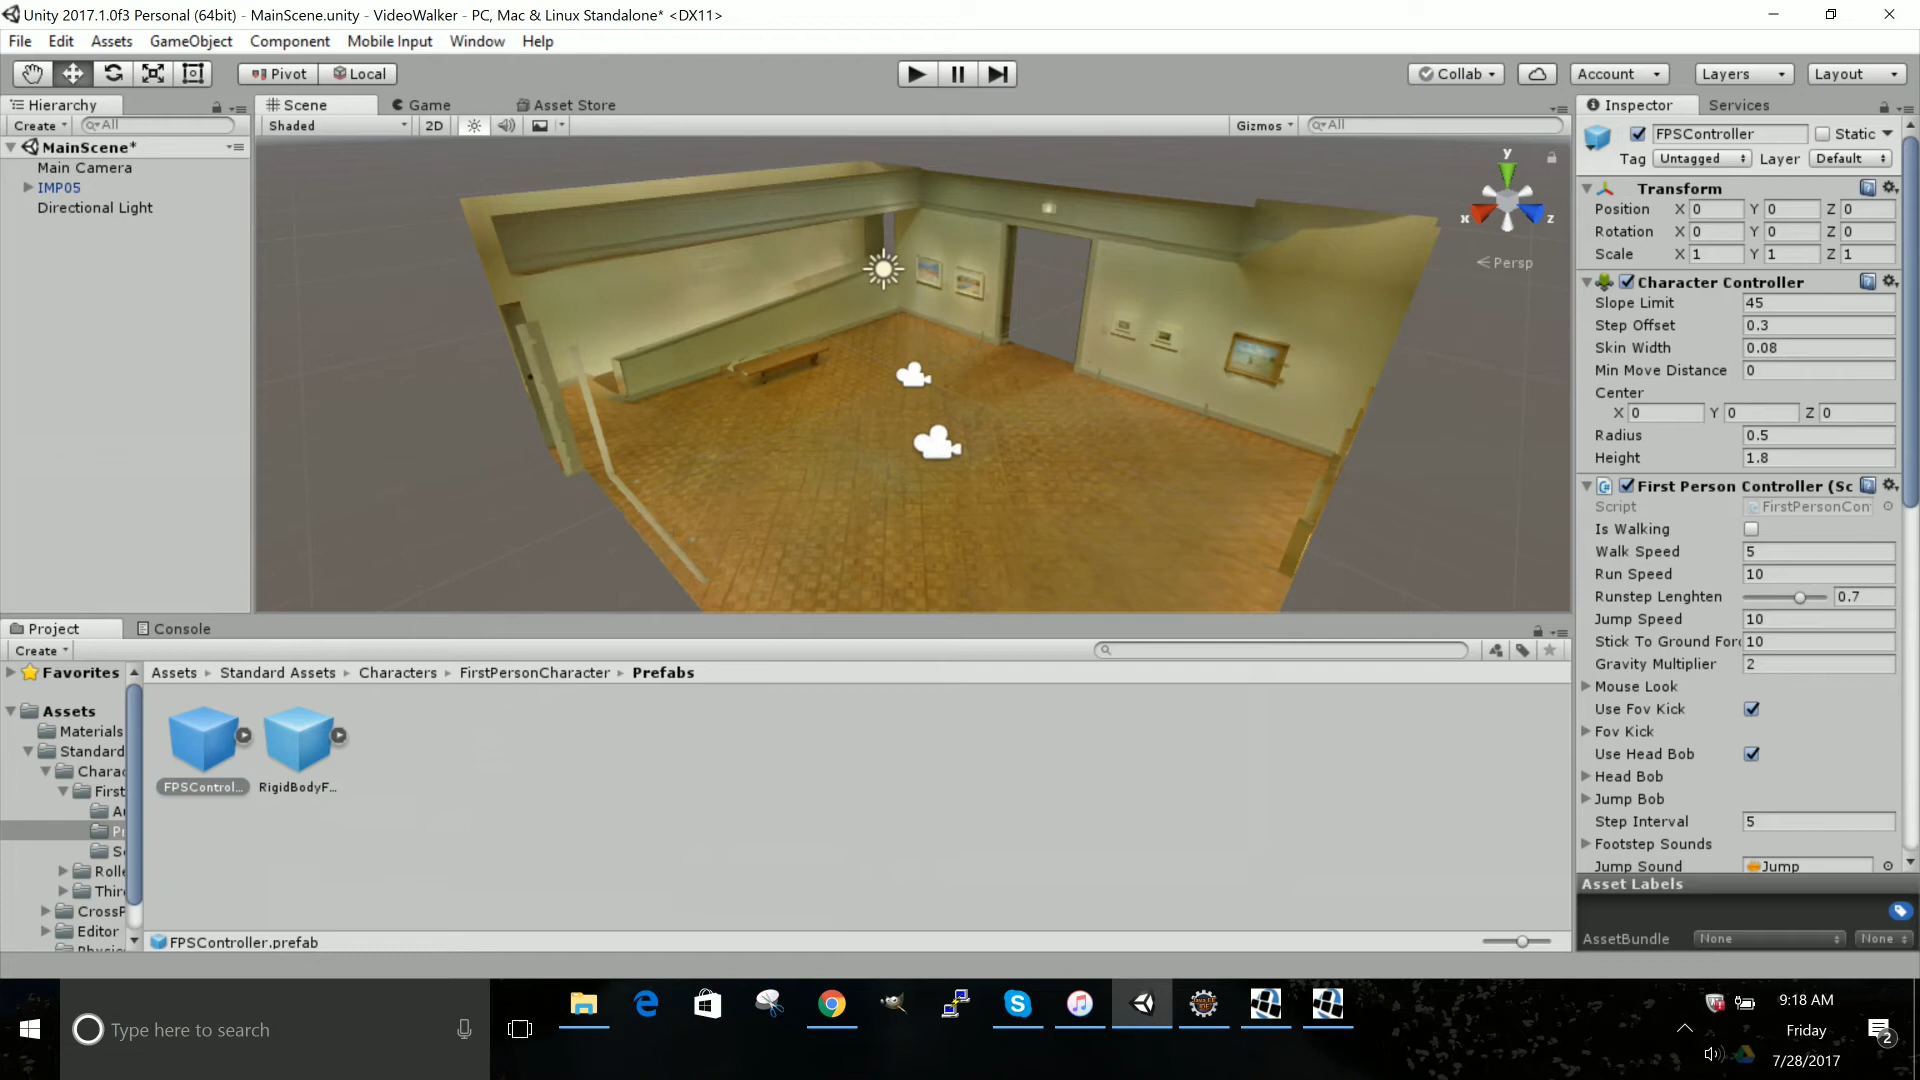 Unity 2017.1.0f3 Personal (64bit) - MainScene.unity - VideoWalker - PC, Mac & Linux Standalone* <DX11>
File Edit Assets GameObject Component Mobile Input Window Help
Pivot Local Collab Account Layers Layout
Hierarchy
Create All
MainScene*
Main Camera
IMP05
Directional Light
Scene Game Asset Store
Shaded 2D Gizmos All
y
x z
Persp
Inspector Services
FPSController Static
Tag Untagged Layer Default
Transform
Position X 0 Y 0 Z 0
Rotation X 0 Y 0 Z 0
Scale X 1 Y 1 Z 1
Character Controller
Slope Limit 45
Step Offset 0.3
Skin Width 0.08
Min Move Distance 0
Center
X 0 Y 0 Z 0
Radius 0.5
Height 1.8
First Person Controller (Sc
Script FirstPersonCon
Is Walking
Walk Speed 5
Run Speed 10
Runstep Lenghten 0.7
Jump Speed 10
Stick To Ground Forc 10
Gravity Multiplier 2
Mouse Look
Use Fov Kick
Fov Kick
Use Head Bob
Head Bob
Jump Bob
Step Interval 5
Footstep Sounds
Jump Sound Jump
Asset Labels
AssetBundle None None
Project Console
Create
Favorites
Assets
Materials
Standard
Charac
First
Au
Pr
Sc
Rolle
Thir
CrossP
Editor
Assets Standard Assets Characters FirstPersonCharacter Prefabs
FPSControl... RigidBodyF...
FPSController.prefab
Type here to search
9:18 AM
Friday
7/28/2017
2